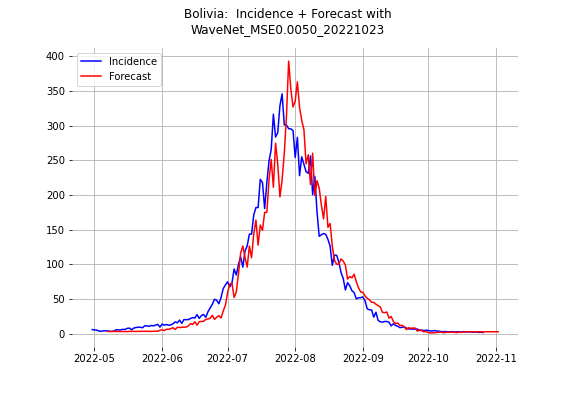 Bolivia:  Incidence + Forecast with
WaveNet_MSE0.0050_20221023
Incidence
Forecast
400
350
300
250
200
150
100
50
0
2022-05 2022-06 2022-07 2022-08 2022-09 2022-10 2022-11